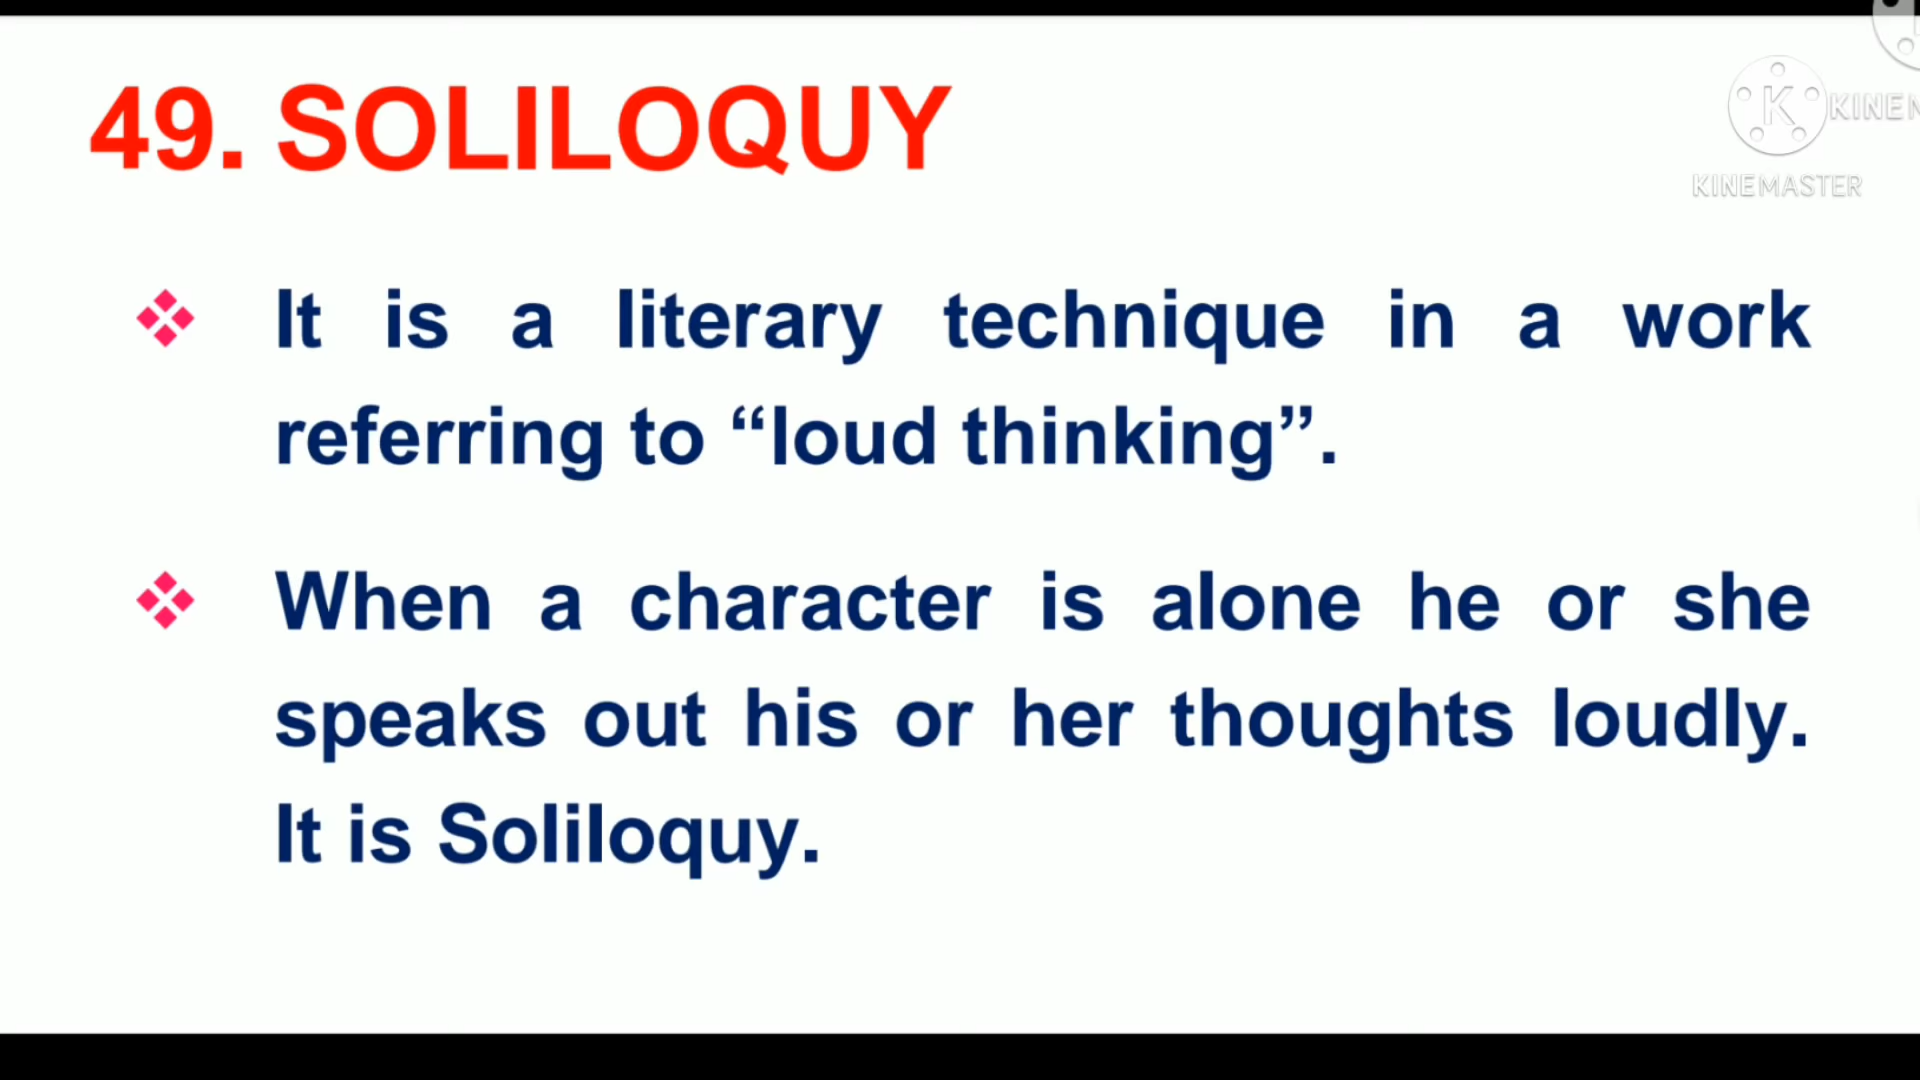 49. SOLILOQUY
KINEM
KINEMASTER
It is a literary technique in a work
referring to “loud thinking”.
When a character is alone he or she
speaks out his or her thoughts loudly.
It is Soliloquy.